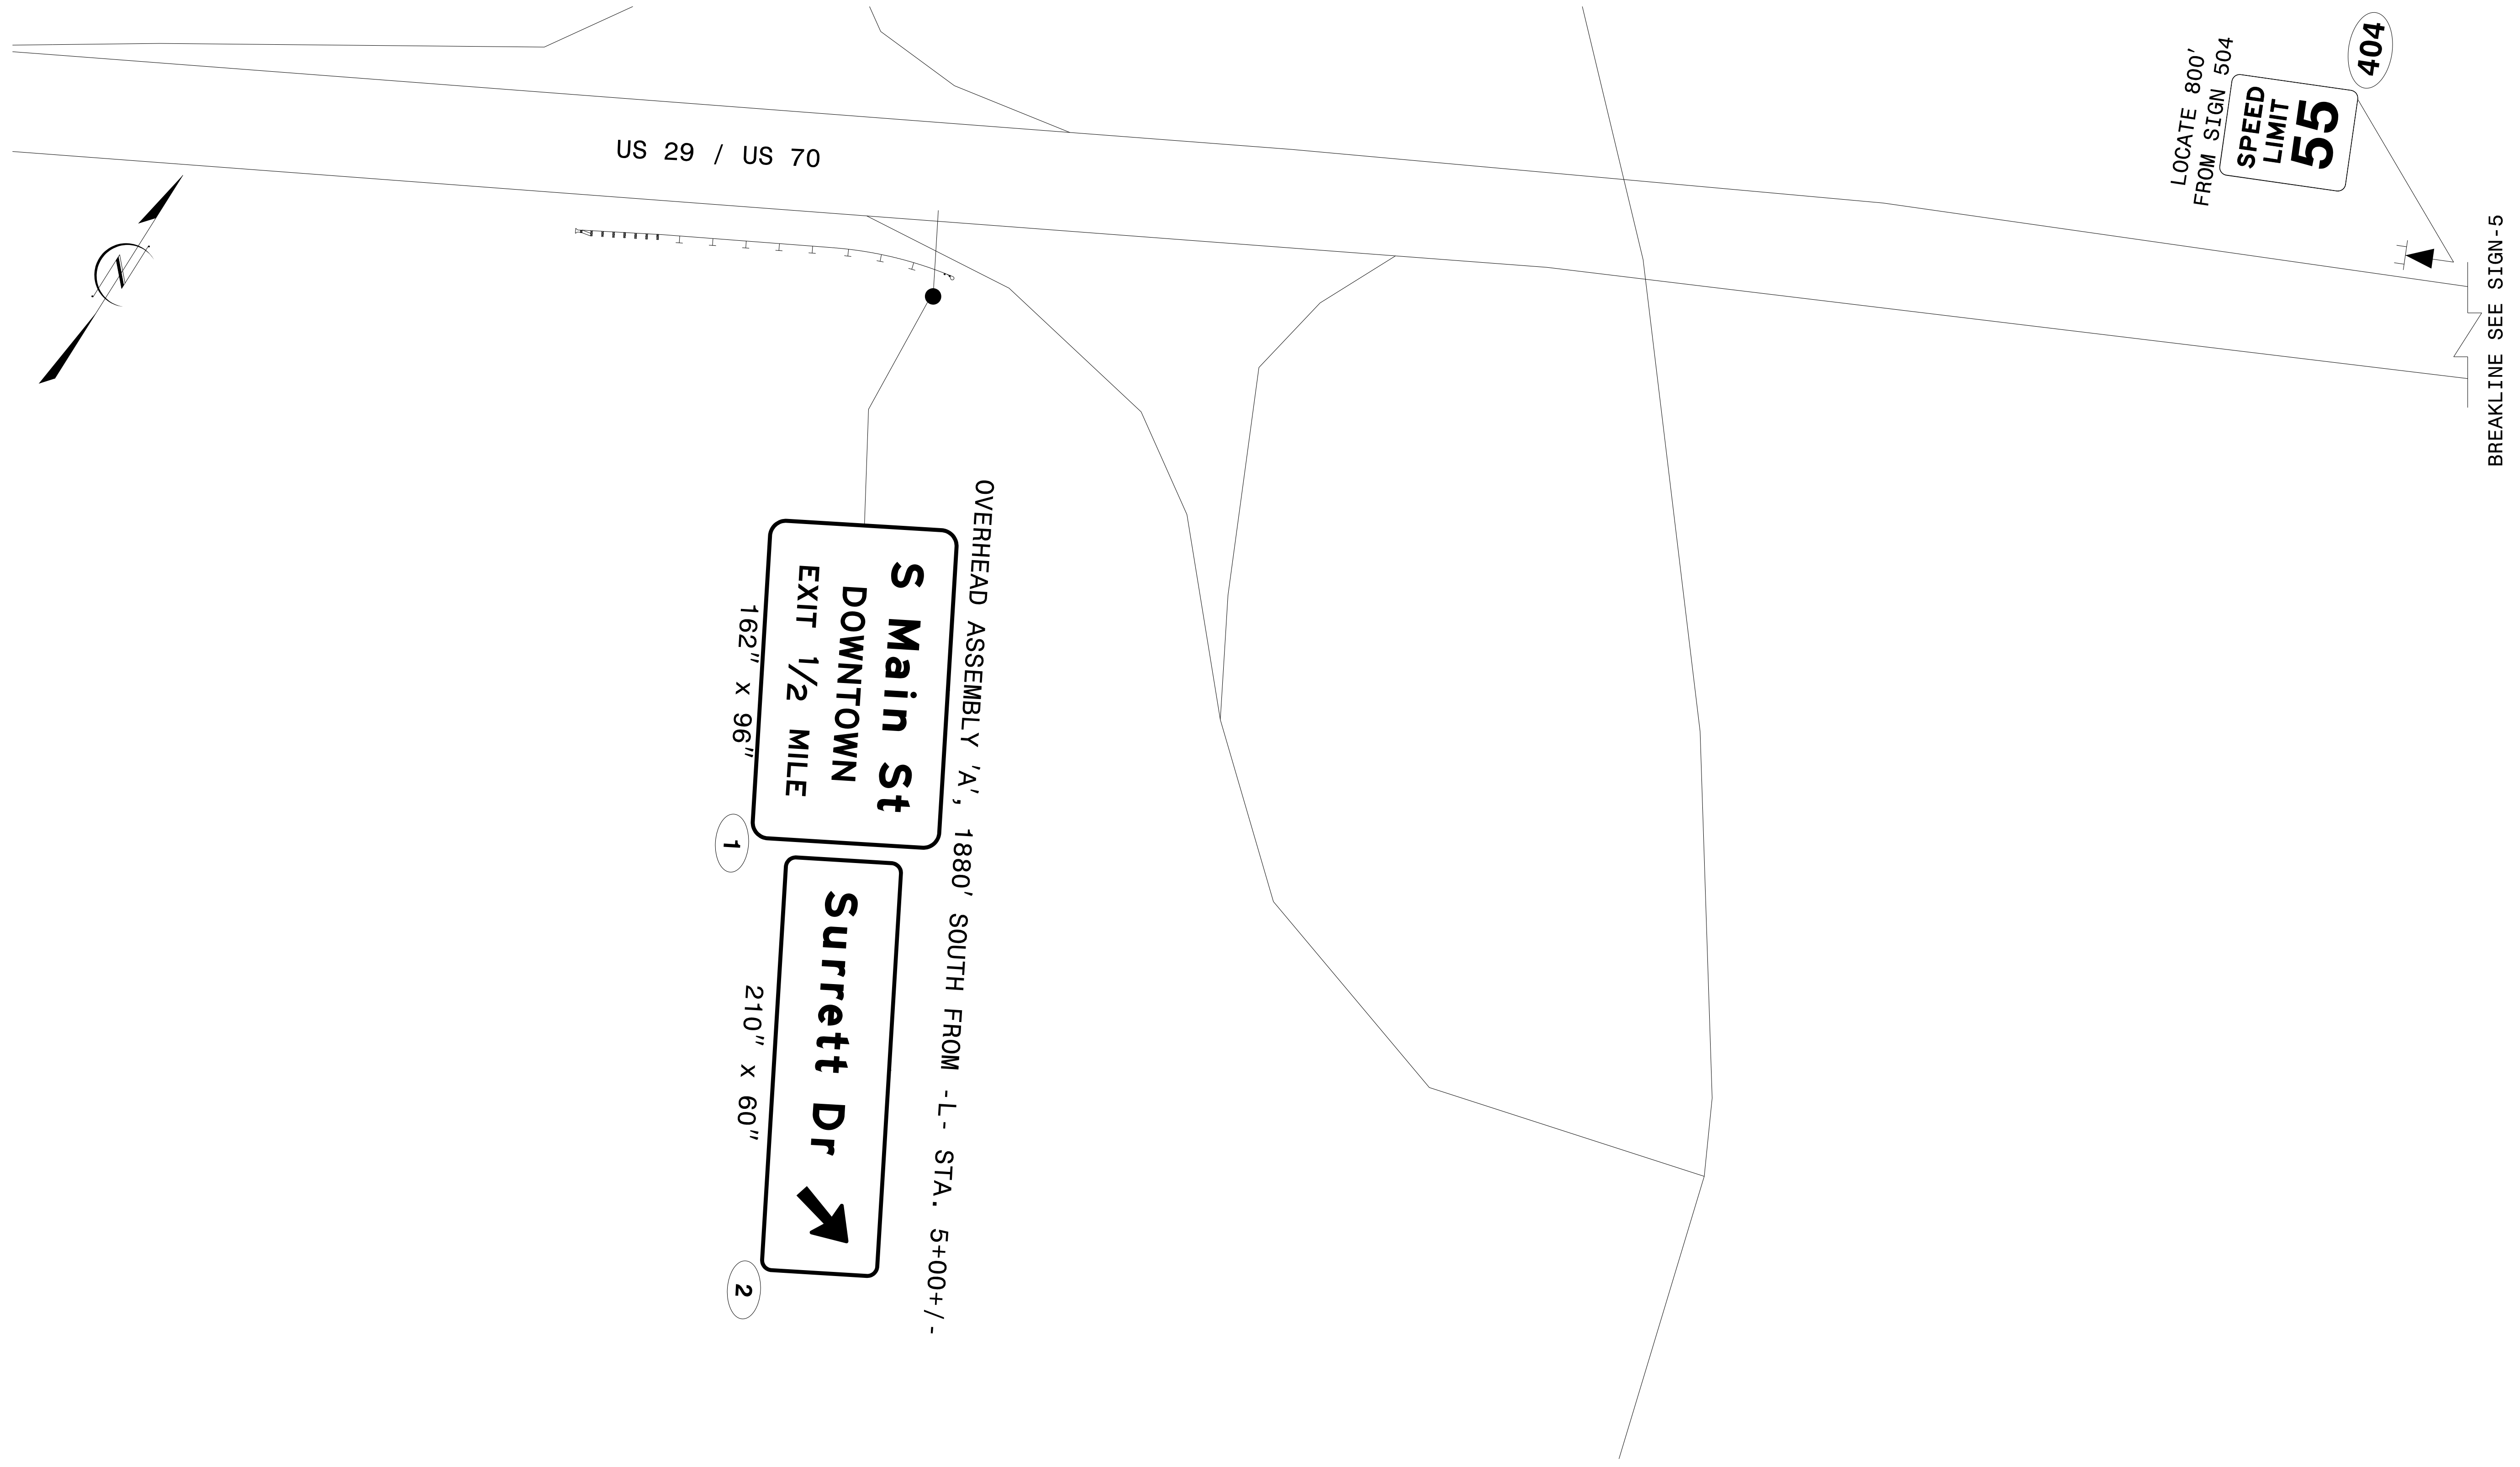 US 29 / US 70
N
LOCATE 800'
FROM SIGN 504
SPEED
LIMIT
55
404
BREAKLINE SEE SIGN-5
OVERHEAD ASSEMBLY 'A', 1880' SOUTH FROM -L- STA. 5+00+/-
S Main St
DOWNTOWN
EXIT 1/2 MILE
162" x 96"
1
Surrett Dr
210" x 60"
2